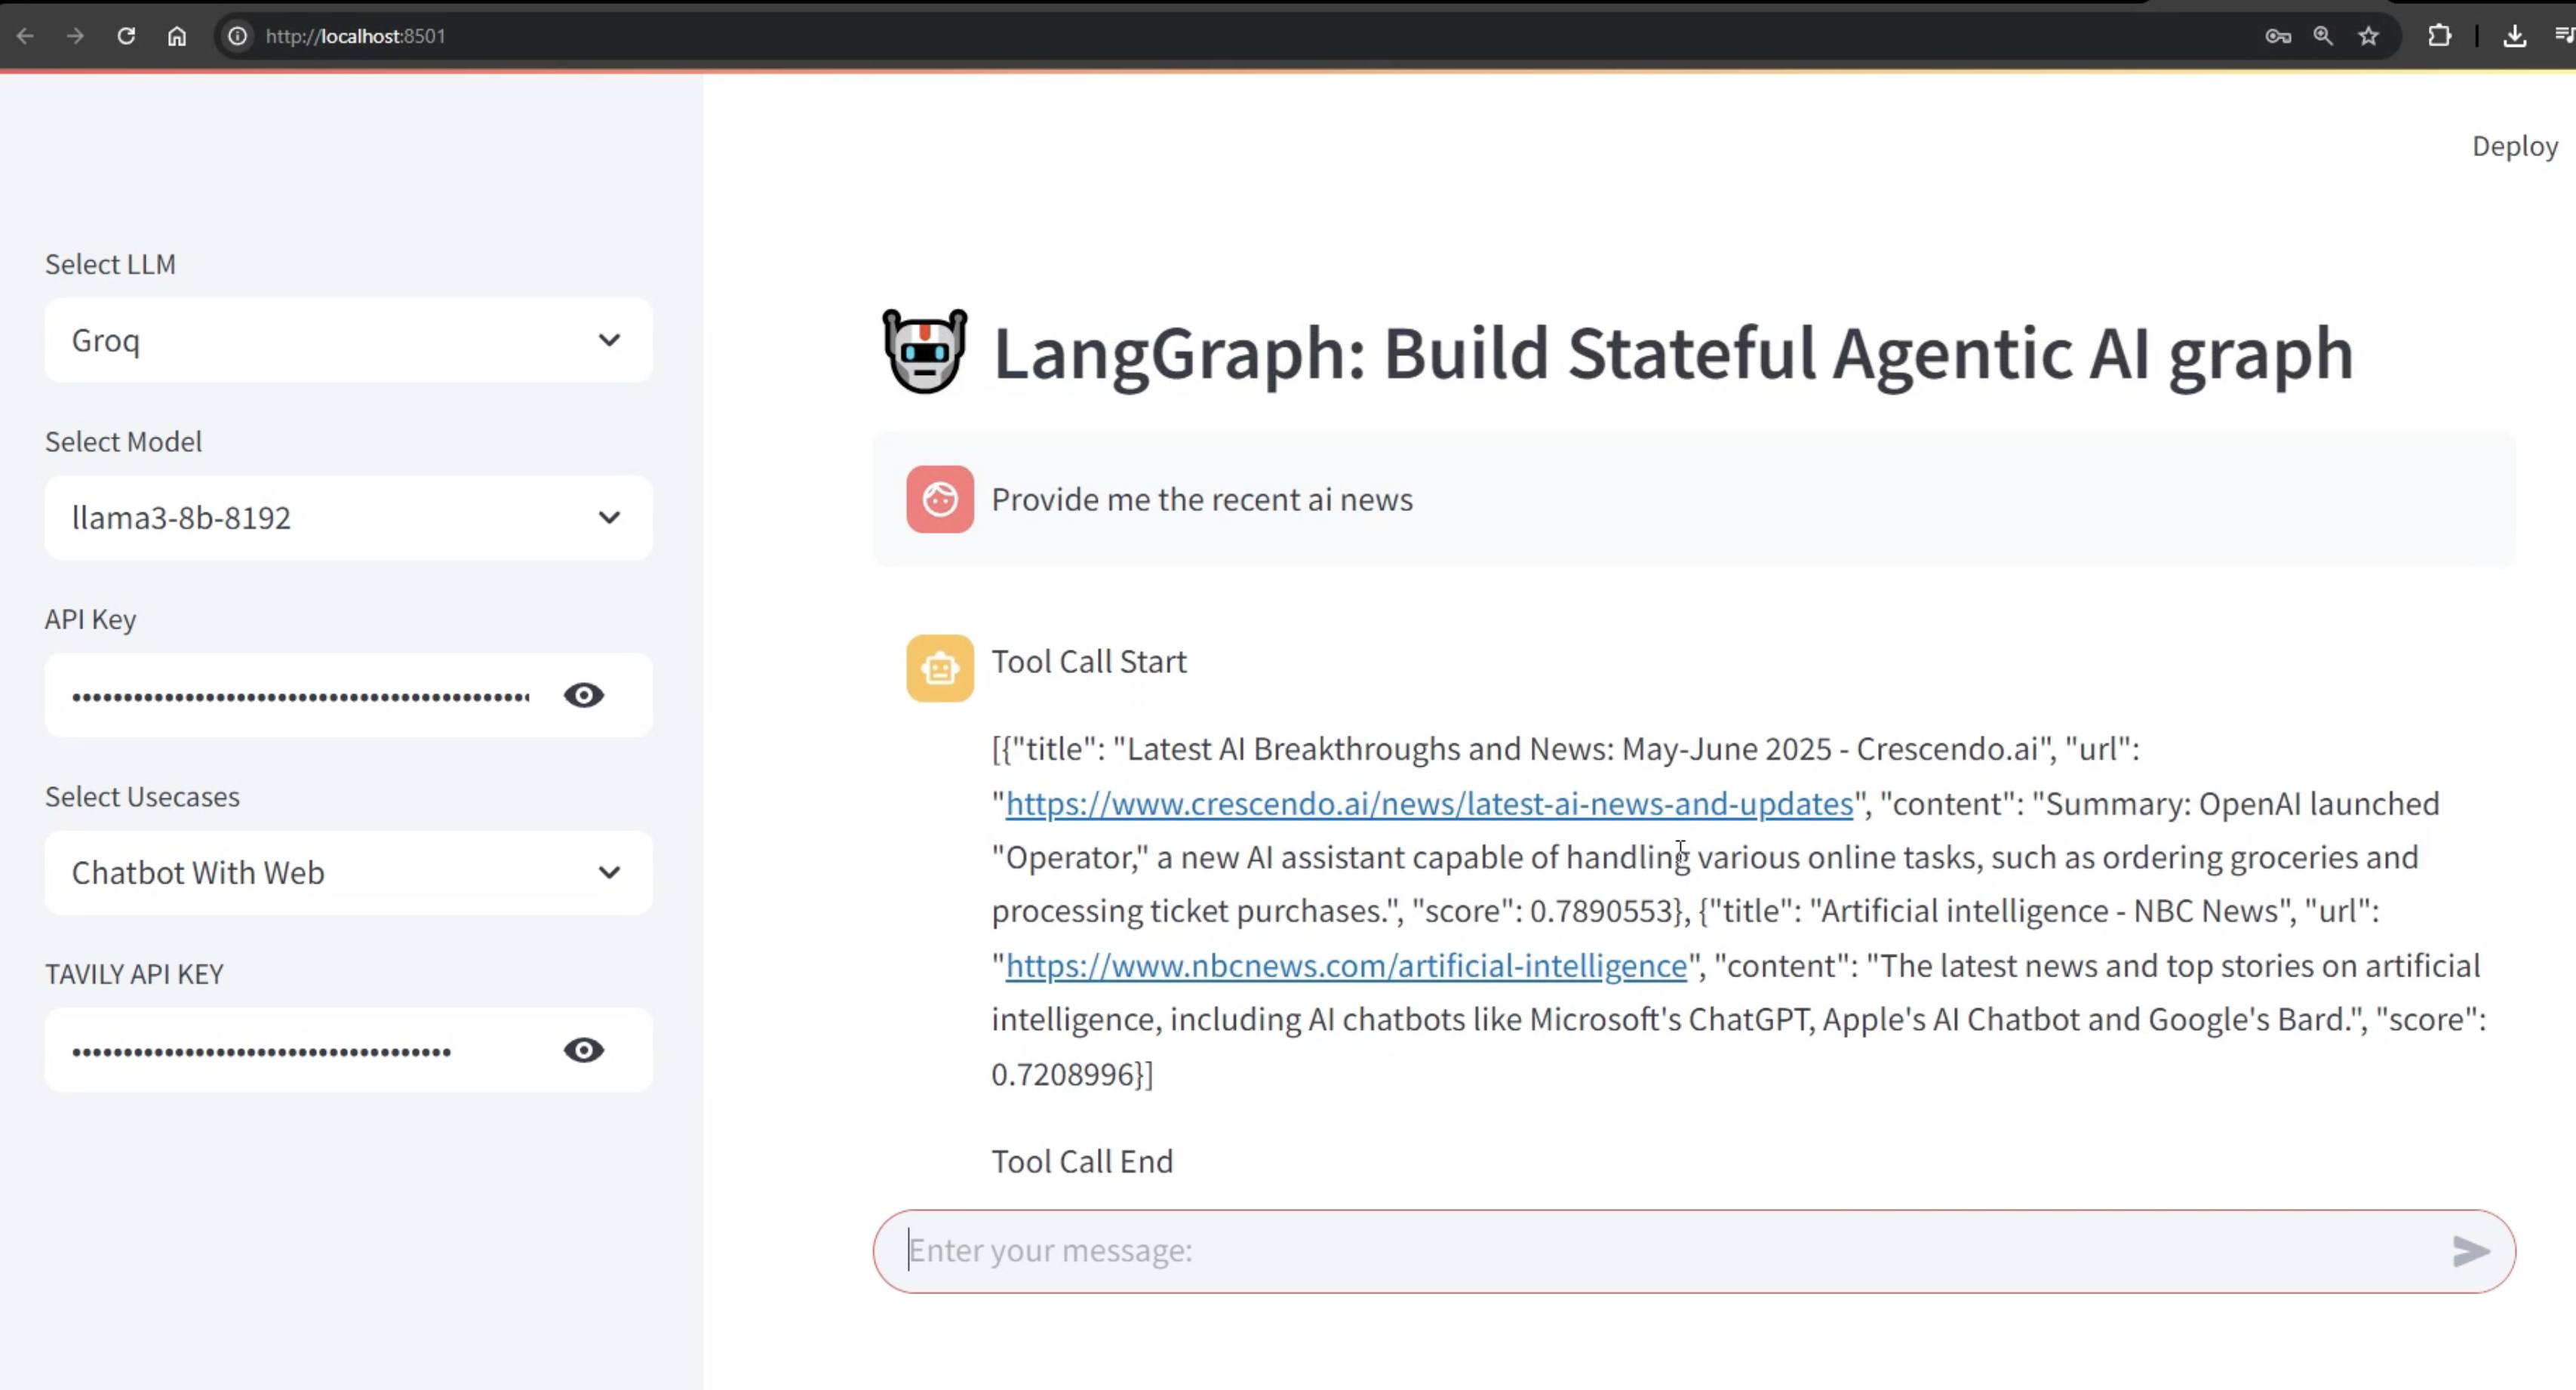 http://localhost:8501
Deploy
Select LLM
Groq
Select Model
llama3-8b-8192
API Key
Select Usecases
Chatbot With Web
TAVILY API KEY
LangGraph: Build Stateful Agentic AI graph
Provide me the recent ai news
Tool Call Start
[{"title": "Latest AI Breakthroughs and News: May-June 2025 - Crescendo.ai", "url":
"https://www.crescendo.ai/news/latest-ai-news-and-updates", "content": "Summary: OpenAI launched
"Operator," a new AI assistant capable of handling various online tasks, such as ordering groceries and
processing ticket purchases.", "score": 0.7890553}, {"title": "Artificial intelligence - NBC News", "url":
"https://www.nbcnews.com/artificial-intelligence", "content": "The latest news and top stories on artificial
intelligence, including AI chatbots like Microsoft's ChatGPT, Apple's AI Chatbot and Google's Bard.", "score":
0.7208996}]
Tool Call End
Enter your message: